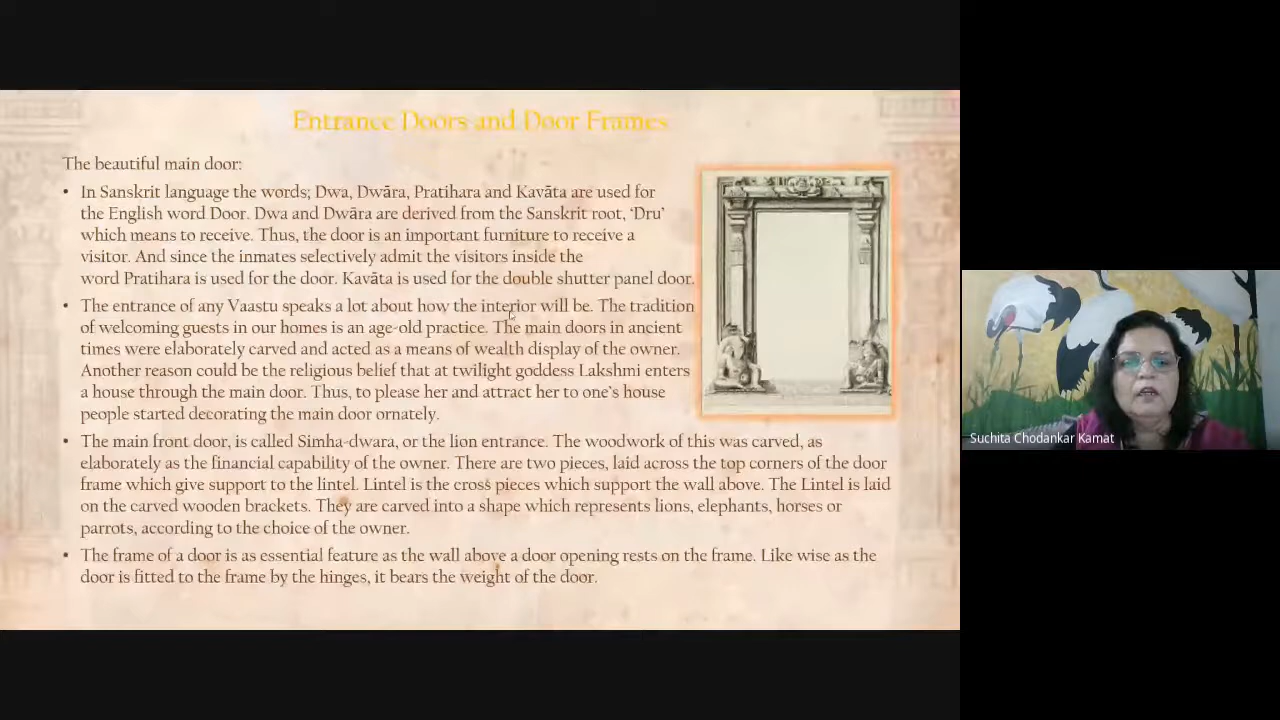 Entrance Doors and Door Frames
The beautiful main door:
• In Sanskrit language the words; Dwa, Dwāra, Pratihara and Kavāta are used for
the English word Door. Dwa and Dwāra are derived from the Sanskrit root, ‘Dru’
which means to receive. Thus, the door is an important furniture to receive a
visitor. And since the inmates selectively admit the visitors inside the
word Pratihara is used for the door. Kavāta is used for the double shutter panel door.
• The entrance of any Vaastu speaks a lot about how the interior will be. The tradition
of welcoming guests in our homes is an age-old practice. The main doors in ancient
times were elaborately carved and acted as a means of wealth display of the owner.
Another reason could be the religious belief that at twilight goddess Lakshmi enters
a house through the main door. Thus, to please her and attract her to one’s house
people started decorating the main door ornately.
• The main front door, is called Simha-dwara, or the lion entrance. The woodwork of this was carved, as
elaborately as the financial capability of the owner. There are two pieces, laid across the top corners of the door
frame which give support to the lintel. Lintel is the cross pieces which support the wall above. The Lintel is laid
on the carved wooden brackets. They are carved into a shape which represents lions, elephants, horses or
parrots, according to the choice of the owner.
• The frame of a door is as essential feature as the wall above a door opening rests on the frame. Like wise as the
door is fitted to the frame by the hinges, it bears the weight of the door.
Suchita Chodankar Kamat